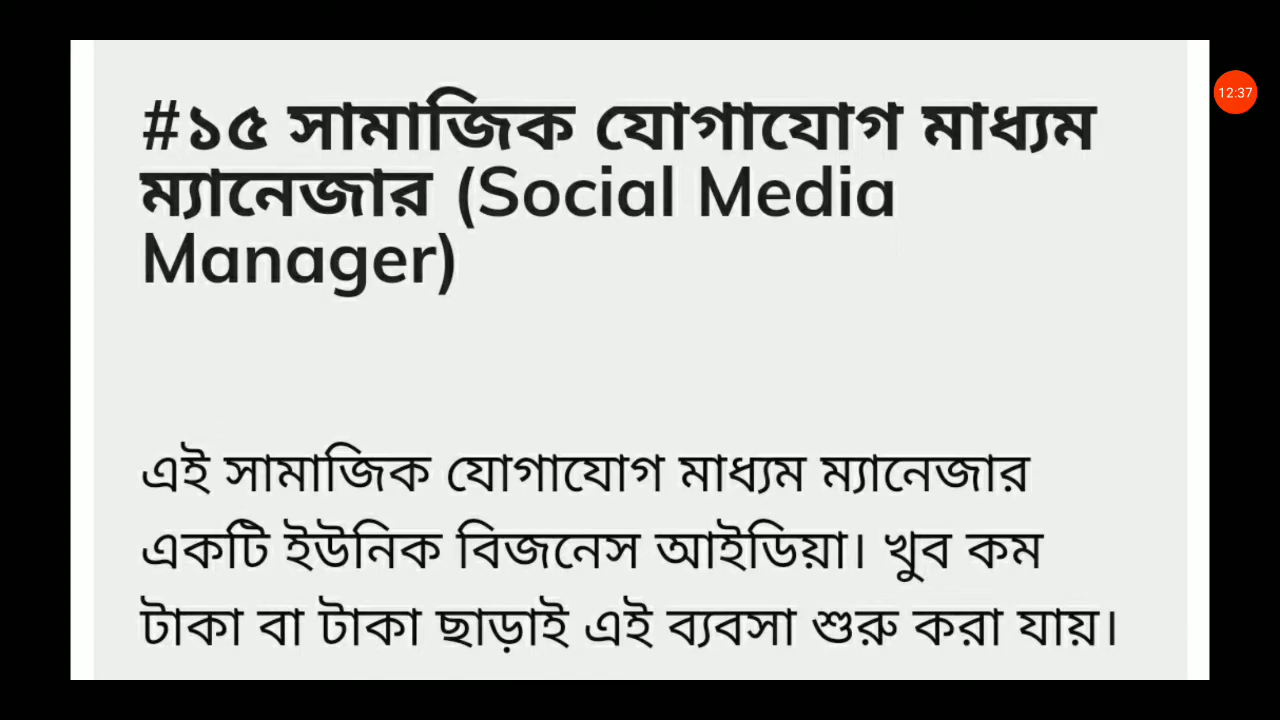 #১৫ সামাজিক যোগাযোগ মাধ্যম
ম্যানেজার (Social Media
Manager)
12:37
এই সামাজিক যোগাযোগ মাধ্যম ম্যানেজার
একটি ইউনিক বিজনেস আইডিয়া। খুব কম
টাকা বা টাকা ছাড়াই এই ব্যবসা শুরু করা যায়।